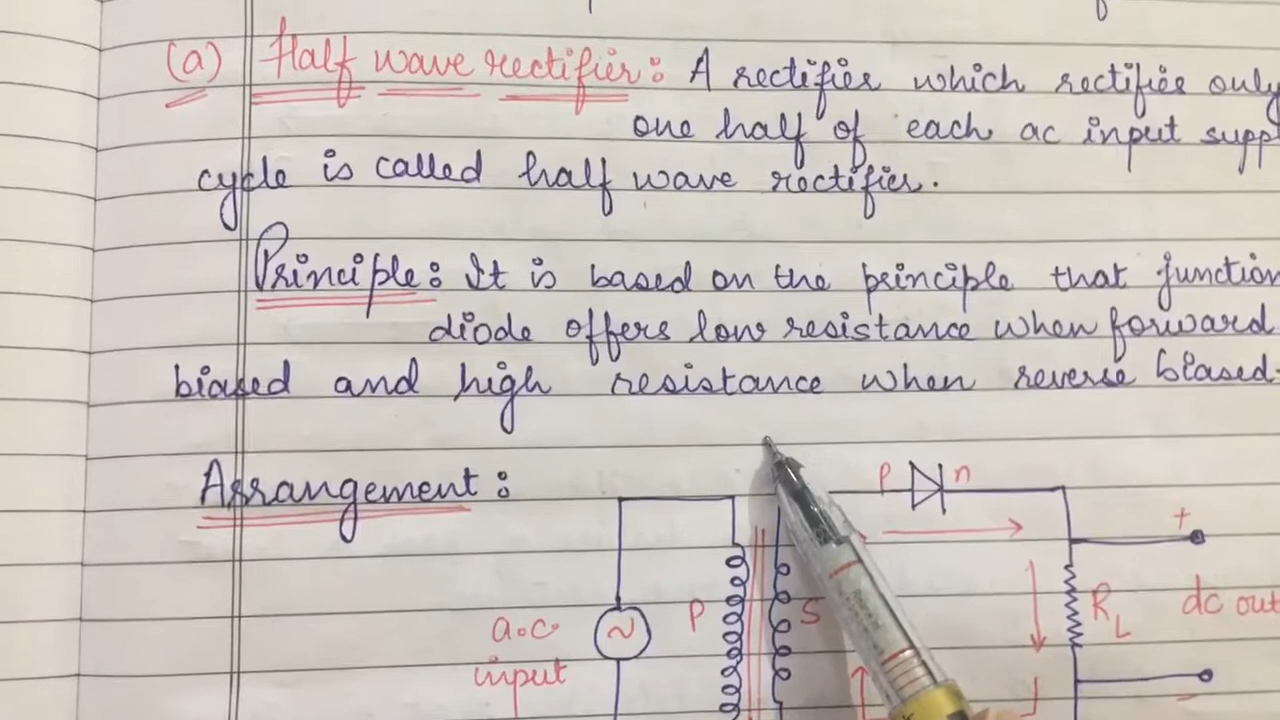 (a) Half wave rectifier: A rectifier which rectifies only
one half of each ac input supp
cycle is called half wave rectifier.
Principle: It is based on the principle that junction
diode offers low resistance when forward
biased and high resistance when reverse biased.
Arrangement:
p n
+
a.c. P S RL dc out
input
-